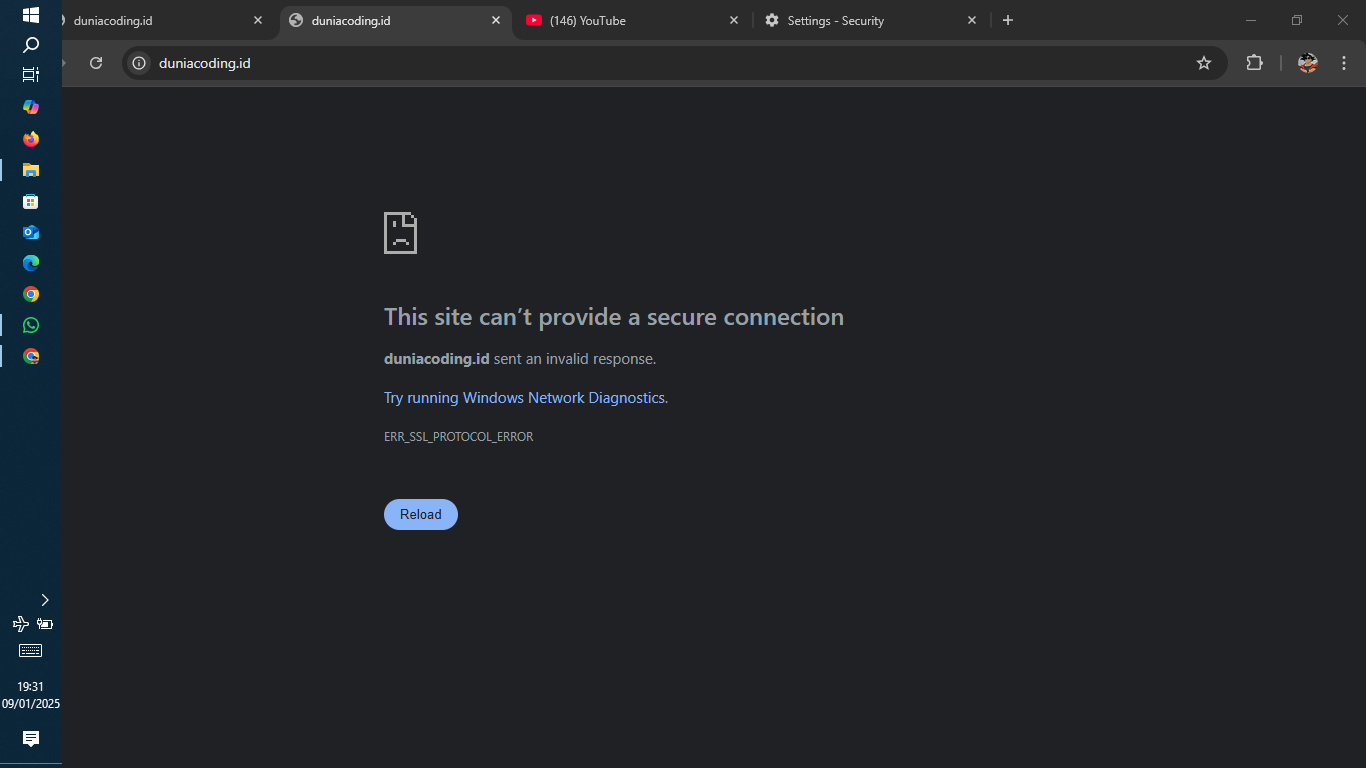 duniacoding.id
duniacoding.id
(146) YouTube
Settings - Security
duniacoding.id
This site can’t provide a secure connection
duniacoding.id sent an invalid response.
Try running Windows Network Diagnostics.
ERR_SSL_PROTOCOL_ERROR
Reload
19:31
09/01/2025